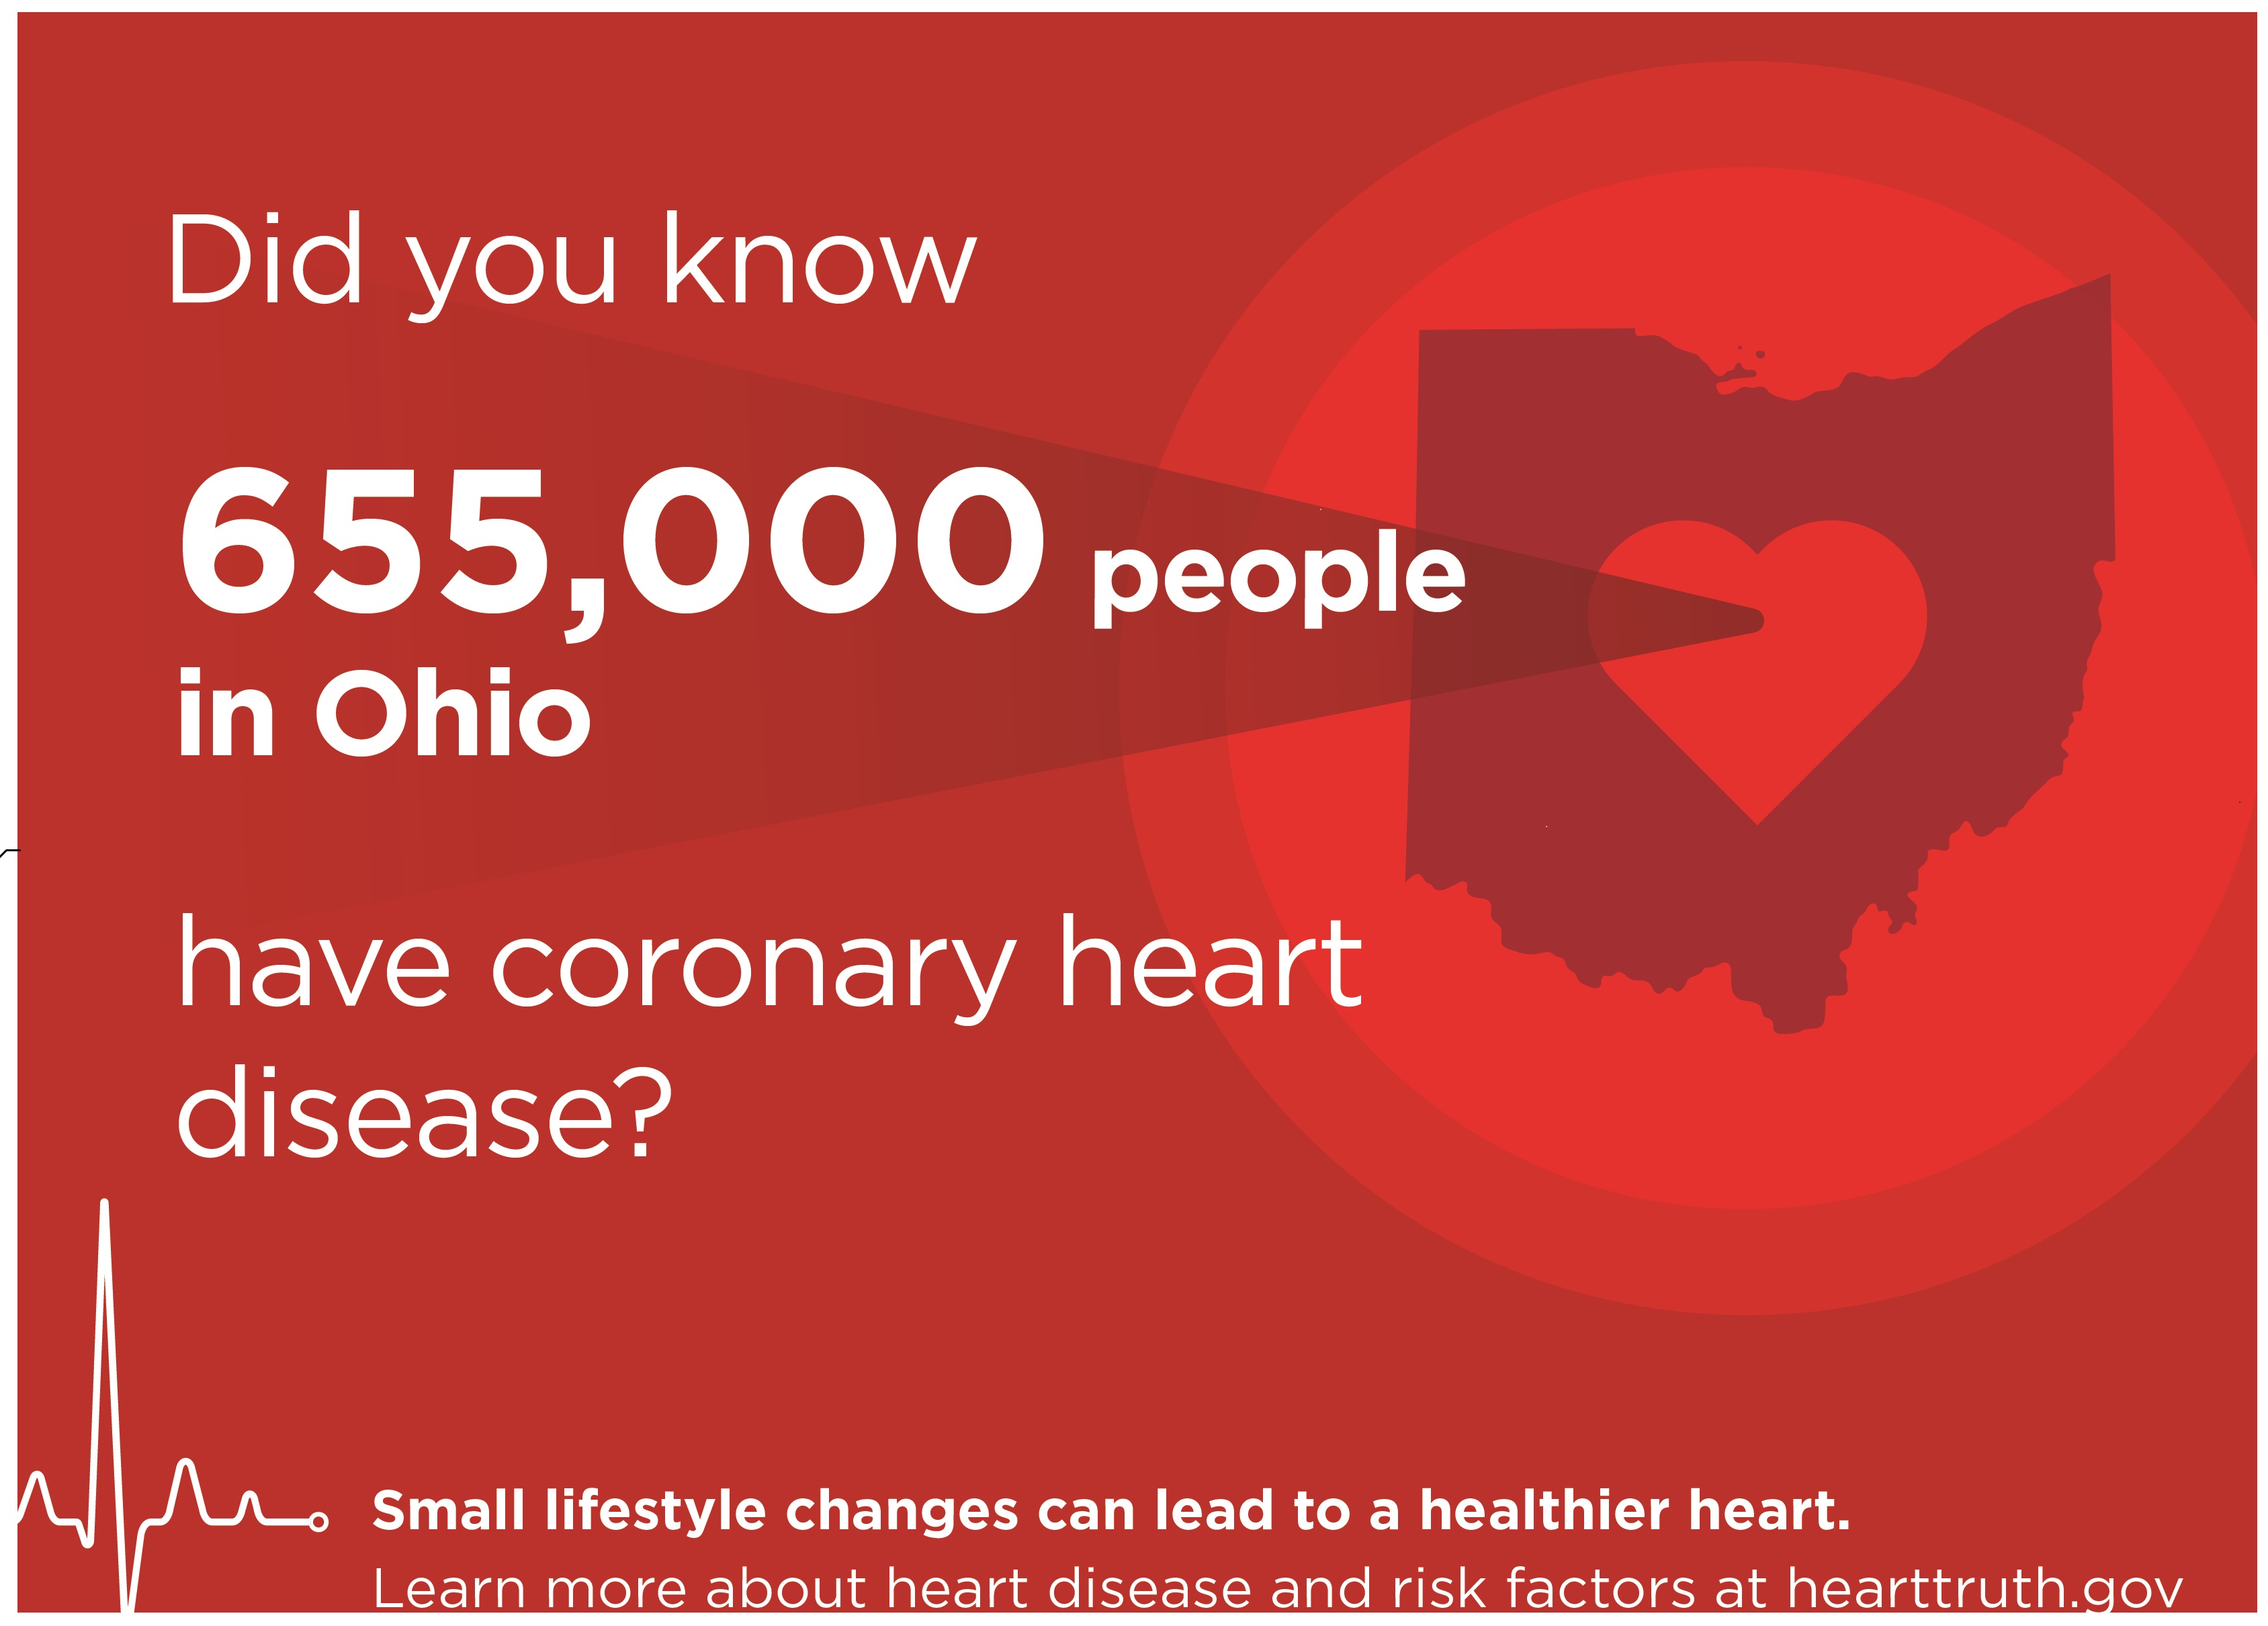 Did you know
655,000 people
in Ohio
have coronary heart
disease?
Small lifestyle changes can lead to a healthier heart.
Learn more about heart disease and risk factors at hearttruth.gov